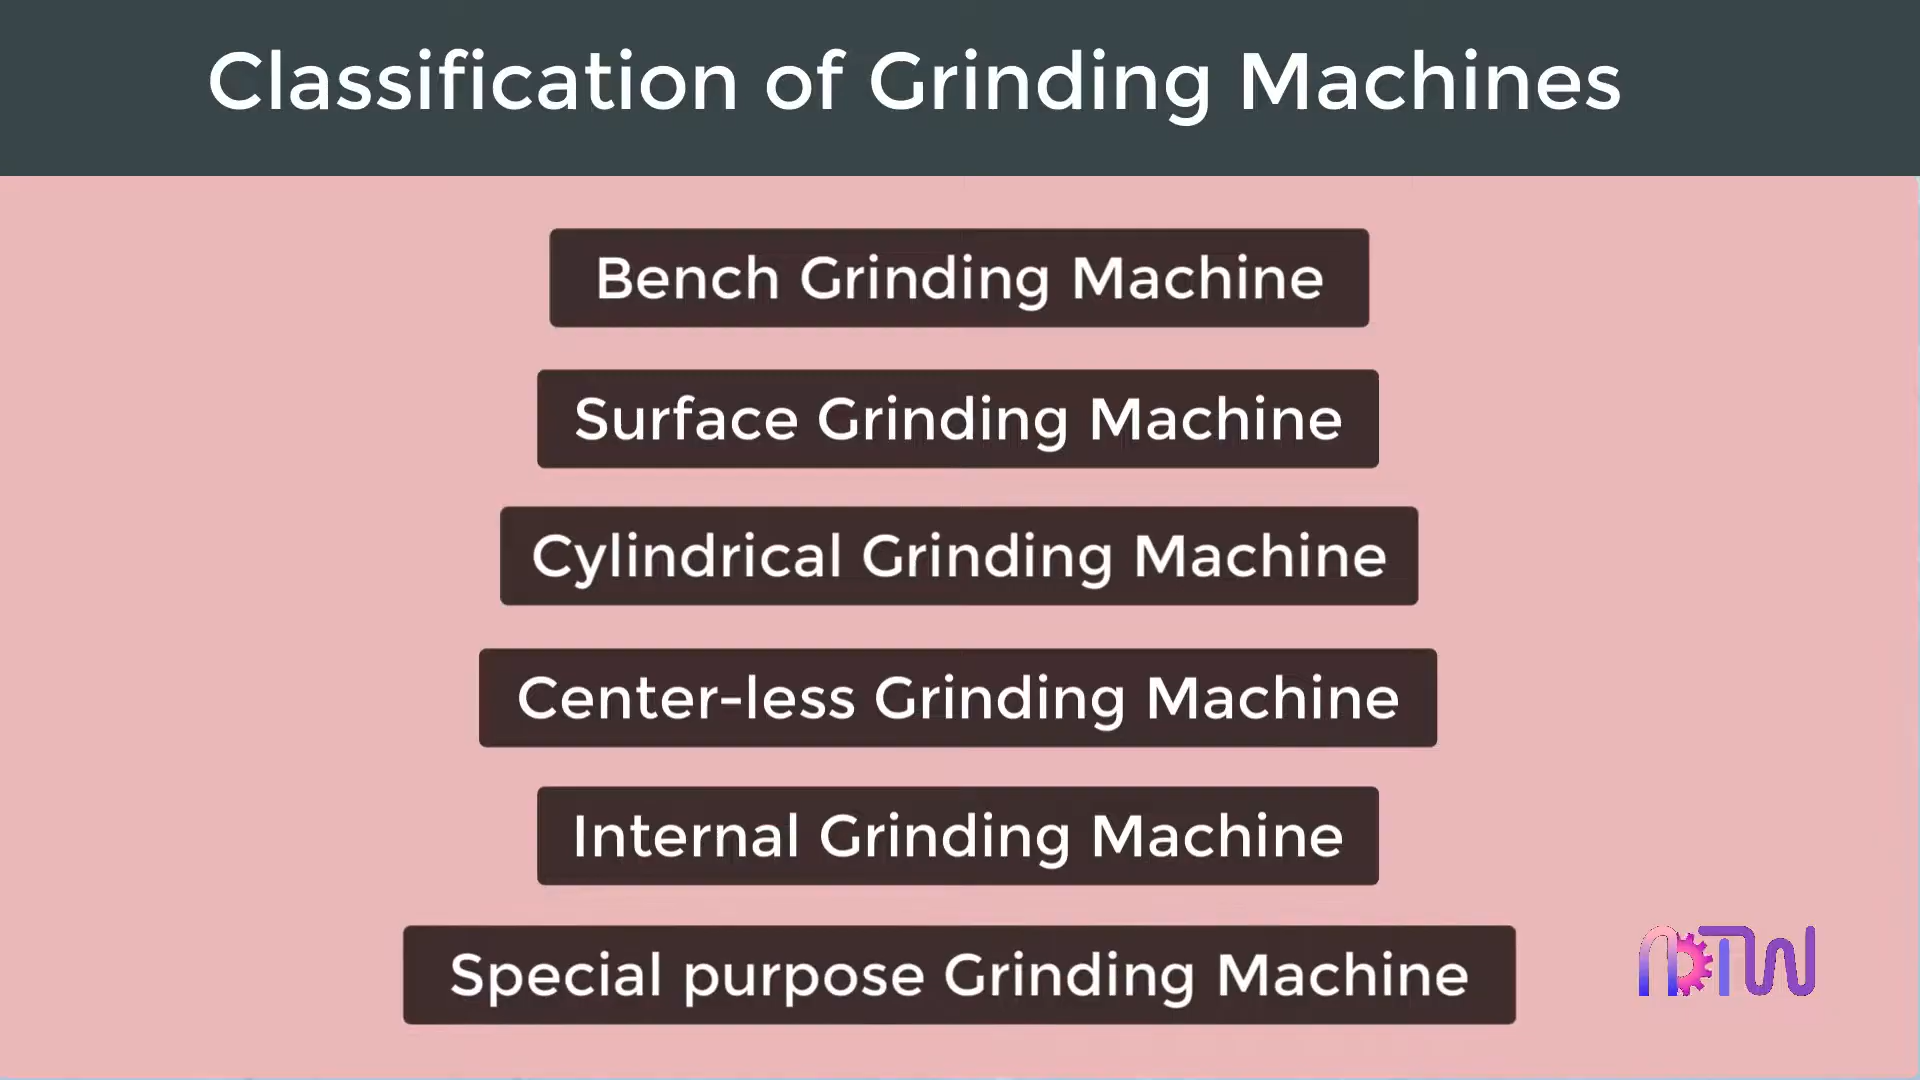 Classification of Grinding Machines
Bench Grinding Machine
Surface Grinding Machine
Cylindrical Grinding Machine
Center-less Grinding Machine
Internal Grinding Machine
Special purpose Grinding Machine